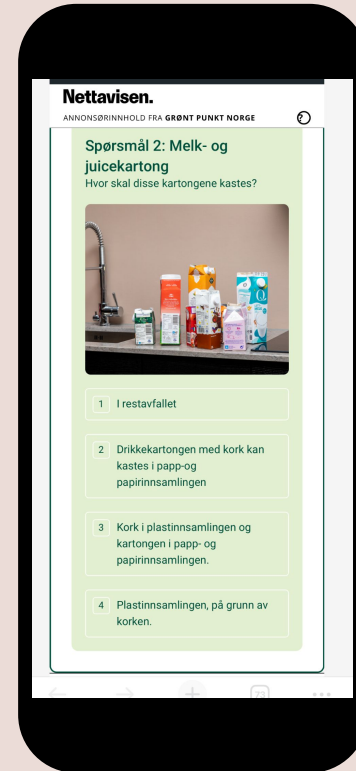 Nettavisen.
ANNONSØRINNHOLD FRA GRØNT PUNKT NORGE
?
Spørsmål 2: Melk- og
juicekartong
Hvor skal disse kartongene kastes?
1 I restavfallet
2 Drikkekartongen med kork kan
kastes i papp-og
papirinnsamlingen
3 Kork i plastinnsamlingen og
kartongen i papp- og
papirinnsamlingen.
4 Plastinnsamlingen, på grunn av
korken.
73